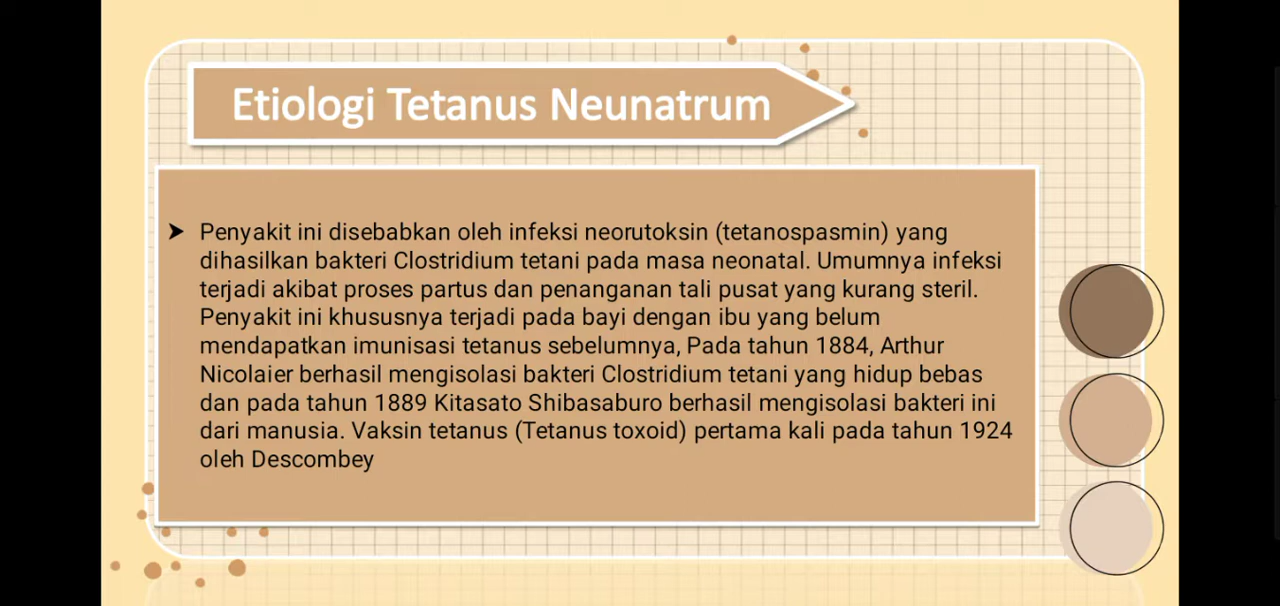 Etiologi Tetanus Neunatrum
Penyakit ini disebabkan oleh infeksi neorutoksin (tetanospasmin) yang
dihasilkan bakteri Clostridium tetani pada masa neonatal. Umumnya infeksi
terjadi akibat proses partus dan penanganan tali pusat yang kurang steril.
Penyakit ini khususnya terjadi pada bayi dengan ibu yang belum
mendapatkan imunisasi tetanus sebelumnya, Pada tahun 1884, Arthur
Nicolaier berhasil mengisolasi bakteri Clostridium tetani yang hidup bebas
dan pada tahun 1889 Kitasato Shibasaburo berhasil mengisolasi bakteri ini
dari manusia. Vaksin tetanus (Tetanus toxoid) pertama kali pada tahun 1924
oleh Descombey